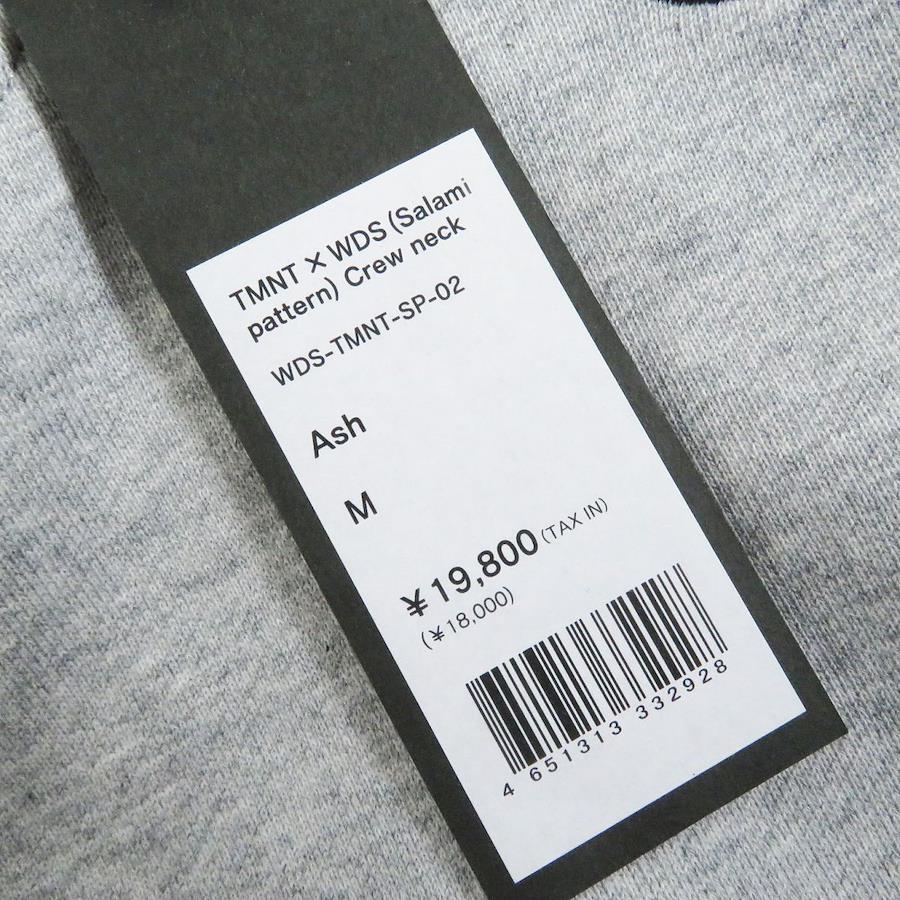 TMNT × WDS (Salami
pattern) Crew neck
WDS-TMNT-SP-02
Ash
M
¥19,800 (TAX IN)
(¥18,000)
4 651313 332928